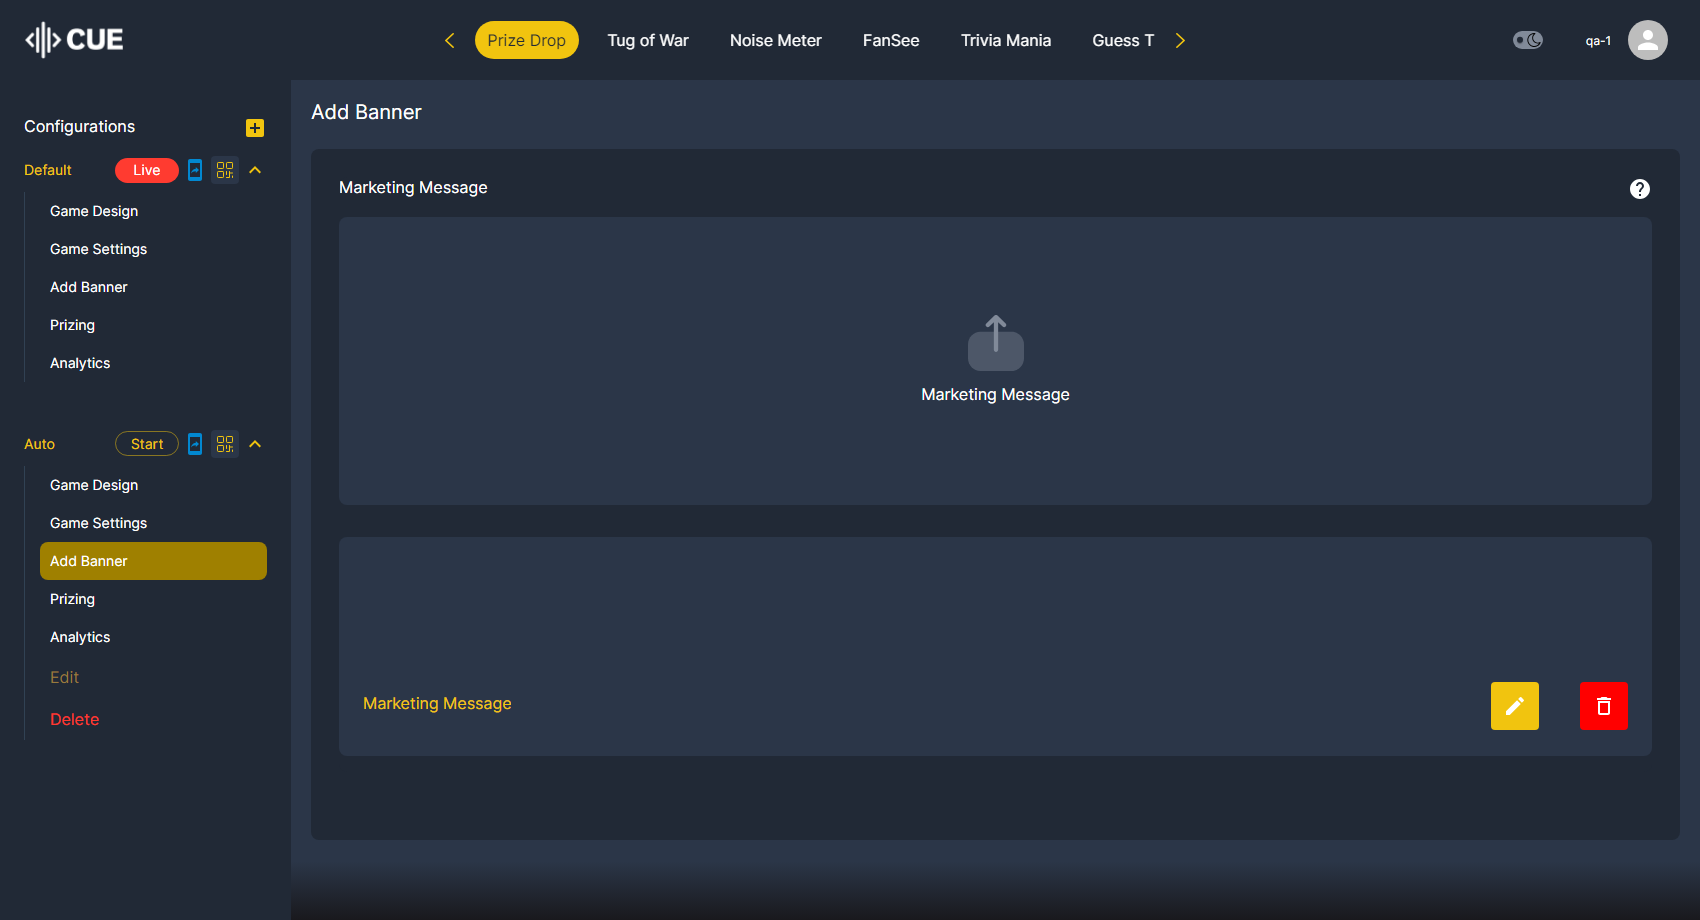 CUE
Prize Drop
Tug of War
Noise Meter
FanSee
Trivia Mania
Guess T
qa-1
Configurations
Default
Live
Game Design
Game Settings
Add Banner
Prizing
Analytics
Auto
Start
Game Design
Game Settings
Add Banner
Prizing
Analytics
Edit
Delete
Add Banner
Marketing Message
?
Marketing Message
Marketing Message